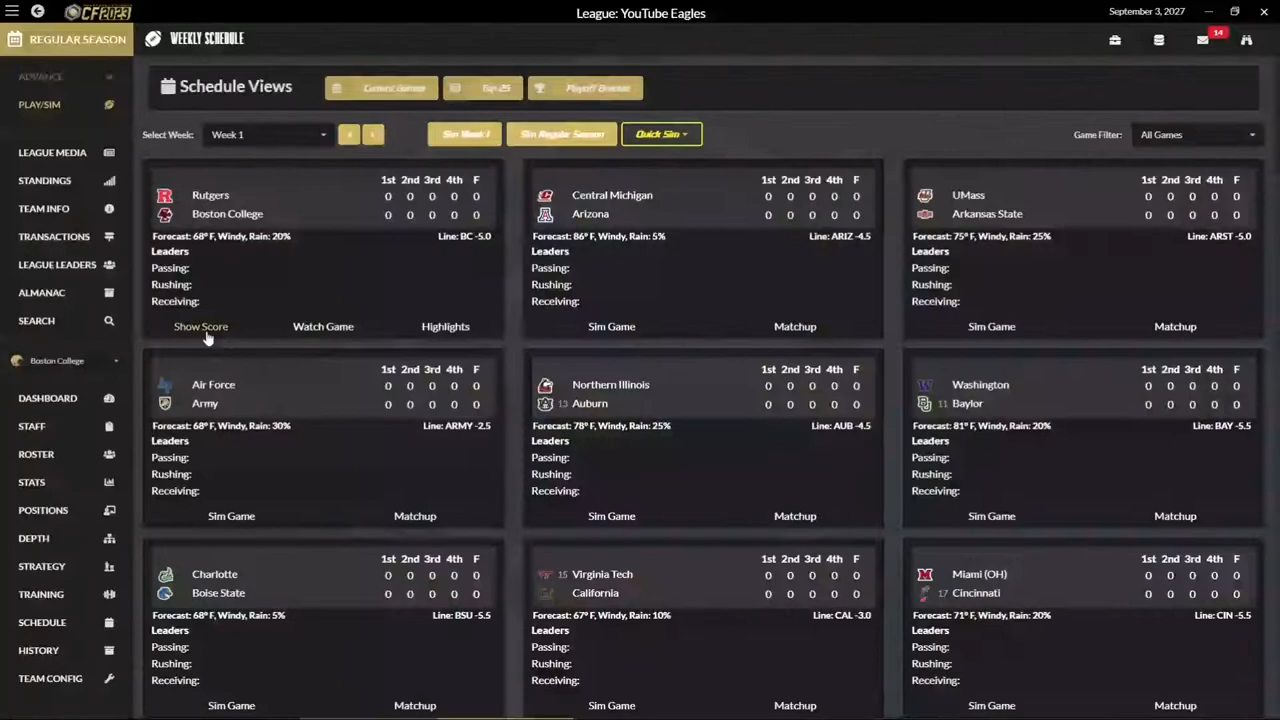 CF2023
League: YouTube Eagles
September 3, 2027
REGULAR SEASON
WEEKLY SCHEDULE
14
ADVANCE
PLAY/SIM
LEAGUE MEDIA
STANDINGS
TEAM INFO
TRANSACTIONS
LEAGUE LEADERS
ALMANAC
SEARCH
Boston College
DASHBOARD
STAFF
ROSTER
STATS
POSITIONS
DEPTH
STRATEGY
TRAINING
SCHEDULE
HISTORY
TEAM CONFIG
Schedule Views
Top 25
Select Week: Week 1
Sim Week 1
Sim Regular Season
Quick Sim
Game Filter: All Games
1st 2nd 3rd 4th F
Rutgers 0 0 0 0 0
Boston College 0 0 0 0 0
Forecast: 68° F, Windy, Rain: 20% Line: BC -5.0
Leaders
Passing:
Rushing:
Receiving:
Show Score Watch Game Highlights
1st 2nd 3rd 4th F
Central Michigan 0 0 0 0 0
Arizona 0 0 0 0 0
Forecast: 86° F, Windy, Rain: 5% Line: ARIZ -4.5
Leaders
Passing:
Rushing:
Receiving:
Sim Game Matchup
1st 2nd 3rd 4th F
UMass 0 0 0 0 0
Arkansas State 0 0 0 0 0
Forecast: 75° F, Windy, Rain: 25% Line: ARST -5.0
Leaders
Passing:
Rushing:
Receiving:
Sim Game Matchup
1st 2nd 3rd 4th F
Air Force 0 0 0 0 0
Army 0 0 0 0 0
Forecast: 68° F, Windy, Rain: 30% Line: ARMY -2.5
Leaders
Passing:
Rushing:
Receiving:
Sim Game Matchup
1st 2nd 3rd 4th F
Northern Illinois 0 0 0 0 0
13 Auburn 0 0 0 0 0
Forecast: 78° F, Windy, Rain: 25% Line: AUB -4.5
Leaders
Passing:
Rushing:
Receiving:
Sim Game Matchup
1st 2nd 3rd 4th F
Washington 0 0 0 0 0
11 Baylor 0 0 0 0 0
Forecast: 81° F, Windy, Rain: 20% Line: BAY -5.5
Leaders
Passing:
Rushing:
Receiving:
Sim Game Matchup
1st 2nd 3rd 4th F
Charlotte 0 0 0 0 0
Boise State 0 0 0 0 0
Forecast: 68° F, Windy, Rain: 5% Line: BSU -5.5
Leaders
Passing:
Rushing:
Receiving:
Sim Game Matchup
1st 2nd 3rd 4th F
15 Virginia Tech 0 0 0 0 0
California 0 0 0 0 0
Forecast: 67° F, Windy, Rain: 10% Line: CAL -3.0
Leaders
Passing:
Rushing:
Receiving:
Sim Game Matchup
1st 2nd 3rd 4th F
Miami (OH) 0 0 0 0 0
17 Cincinnati 0 0 0 0 0
Forecast: 71° F, Windy, Rain: 20% Line: CIN -5.5
Leaders
Passing:
Rushing:
Receiving:
Sim Game Matchup